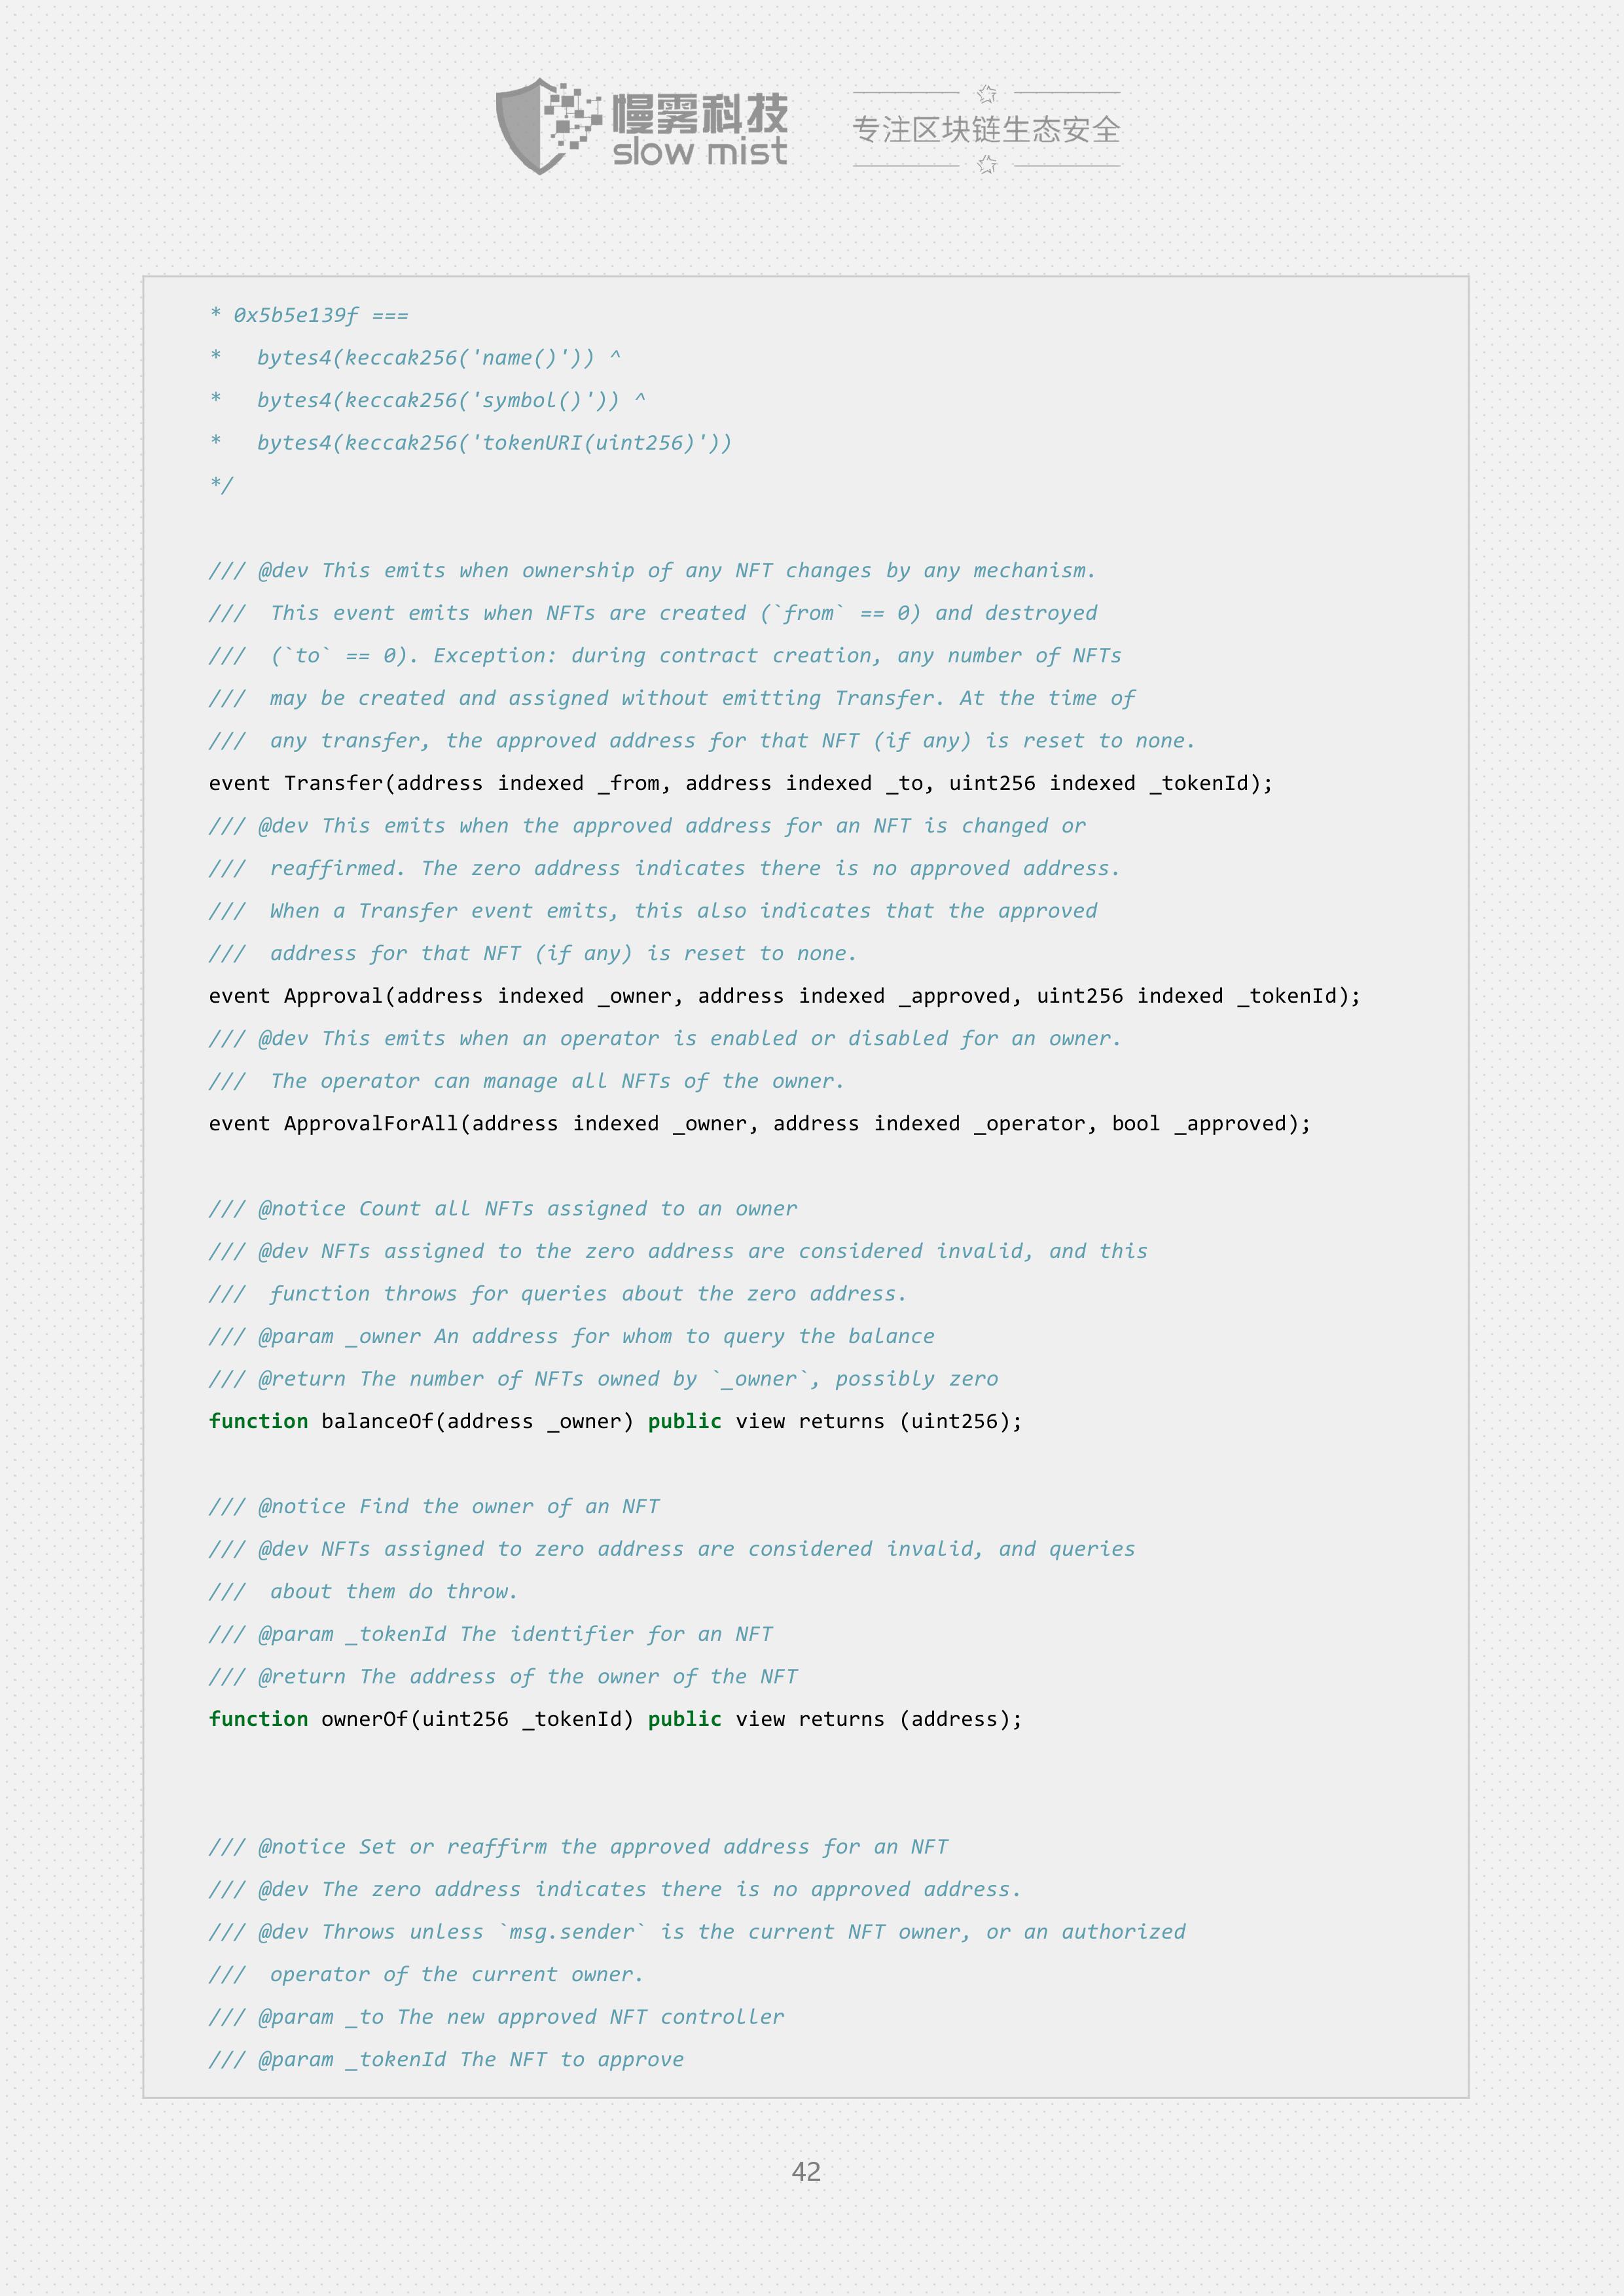 慢雾科技
slow mist
专注区块链生态安全
* 0x5b5e139f ===
*   bytes4(keccak256('name()')) ^
*   bytes4(keccak256('symbol()')) ^
*   bytes4(keccak256('tokenURI(uint256)'))
*/
/// @dev This emits when ownership of any NFT changes by any mechanism.
///  This event emits when NFTs are created (`from` == 0) and destroyed
///  (`to` == 0). Exception: during contract creation, any number of NFTs
///  may be created and assigned without emitting Transfer. At the time of
///  any transfer, the approved address for that NFT (if any) is reset to none.
event Transfer(address indexed _from, address indexed _to, uint256 indexed _tokenId);
/// @dev This emits when the approved address for an NFT is changed or
///  reaffirmed. The zero address indicates there is no approved address.
///  When a Transfer event emits, this also indicates that the approved
///  address for that NFT (if any) is reset to none.
event Approval(address indexed _owner, address indexed _approved, uint256 indexed _tokenId);
/// @dev This emits when an operator is enabled or disabled for an owner.
///  The operator can manage all NFTs of the owner.
event ApprovalForAll(address indexed _owner, address indexed _operator, bool _approved);
/// @notice Count all NFTs assigned to an owner
/// @dev NFTs assigned to the zero address are considered invalid, and this
///  function throws for queries about the zero address.
/// @param _owner An address for whom to query the balance
/// @return The number of NFTs owned by `_owner`, possibly zero
function balanceOf(address _owner) public view returns (uint256);
/// @notice Find the owner of an NFT
/// @dev NFTs assigned to zero address are considered invalid, and queries
///  about them do throw.
/// @param _tokenId The identifier for an NFT
/// @return The address of the owner of the NFT
function ownerOf(uint256 _tokenId) public view returns (address);
/// @notice Set or reaffirm the approved address for an NFT
/// @dev The zero address indicates there is no approved address.
/// @dev Throws unless `msg.sender` is the current NFT owner, or an authorized
///  operator of the current owner.
/// @param _to The new approved NFT controller
/// @param _tokenId The NFT to approve
42